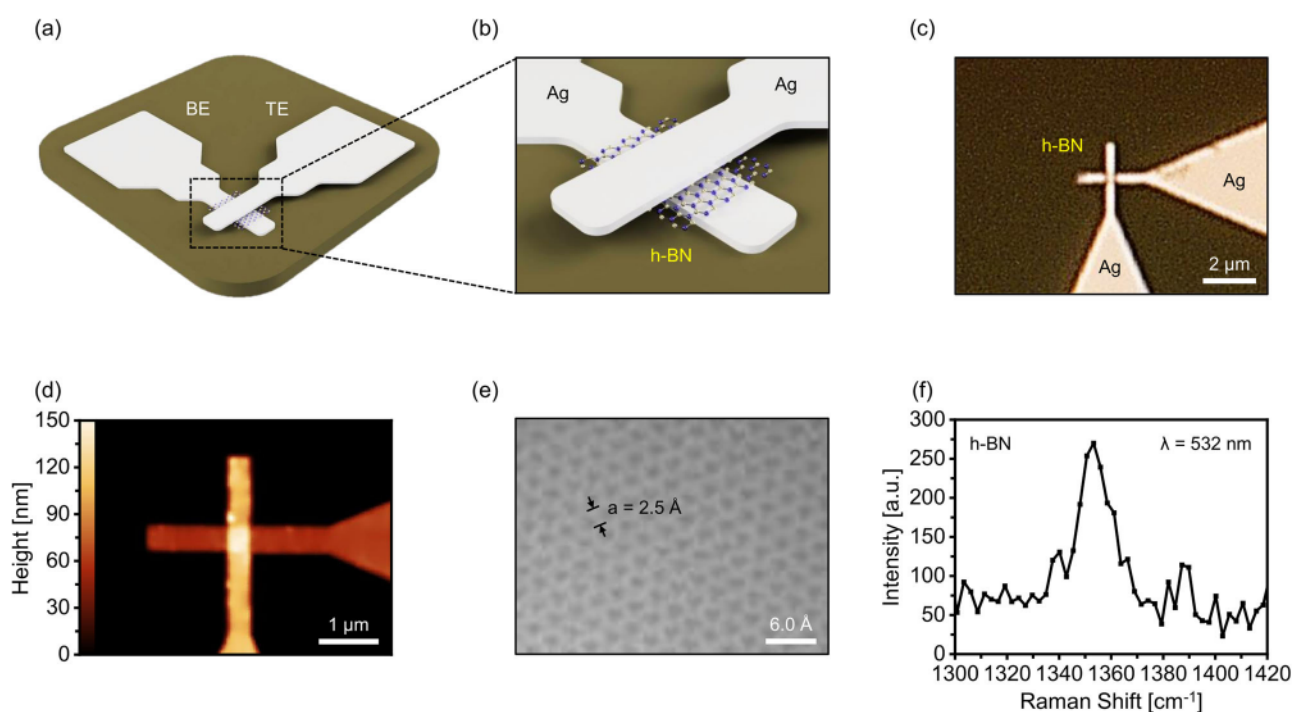 (a)
BE TE
(b)
Ag Ag
h-BN
(c)
h-BN
Ag
Ag
2 µm
(d)
Height [nm]
150
120
90
60
30
0
1 µm
(e)
a = 2.5 Å
6.0 Å
(f)
Intensity [a.u.]
300
250
200
150
100
50
0
h-BN λ = 532 nm
1300 1320 1340 1360 1380 1400 1420
Raman Shift [cm⁻¹]